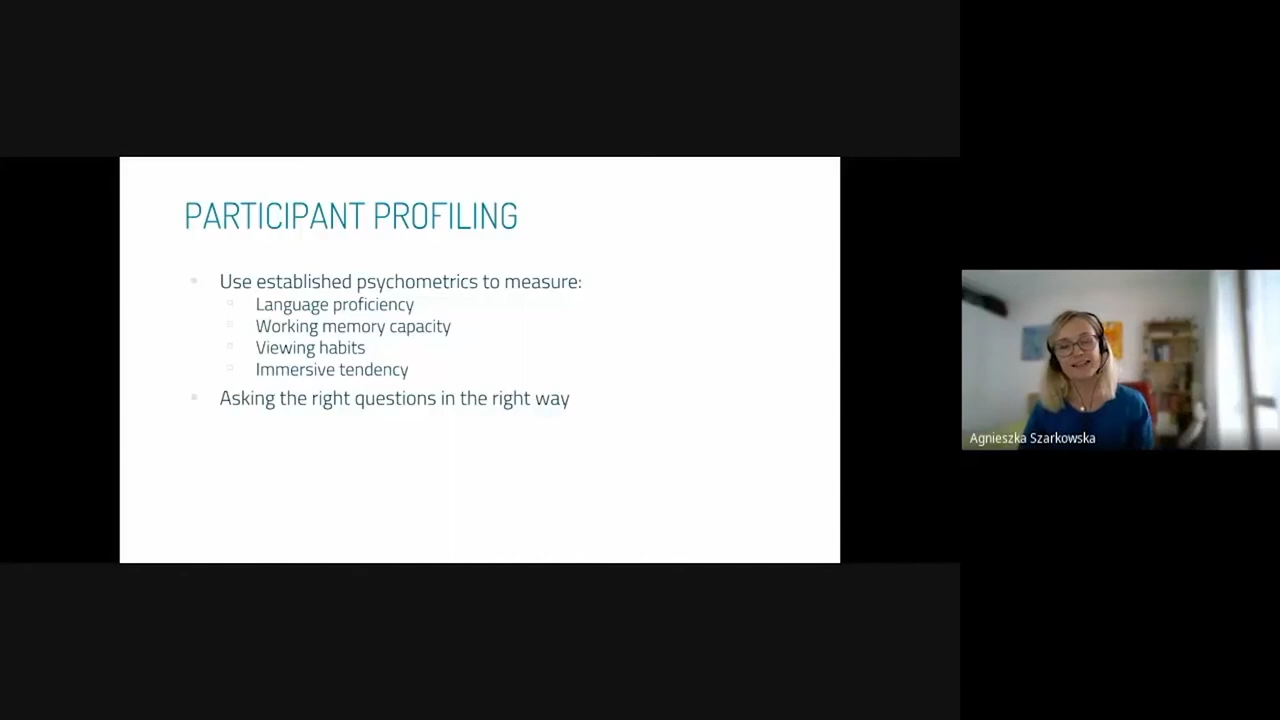 PARTICIPANT PROFILING
Use established psychometrics to measure:
Language proficiency
Working memory capacity
Viewing habits
Immersive tendency
Asking the right questions in the right way
Agnieszka Szarkowska